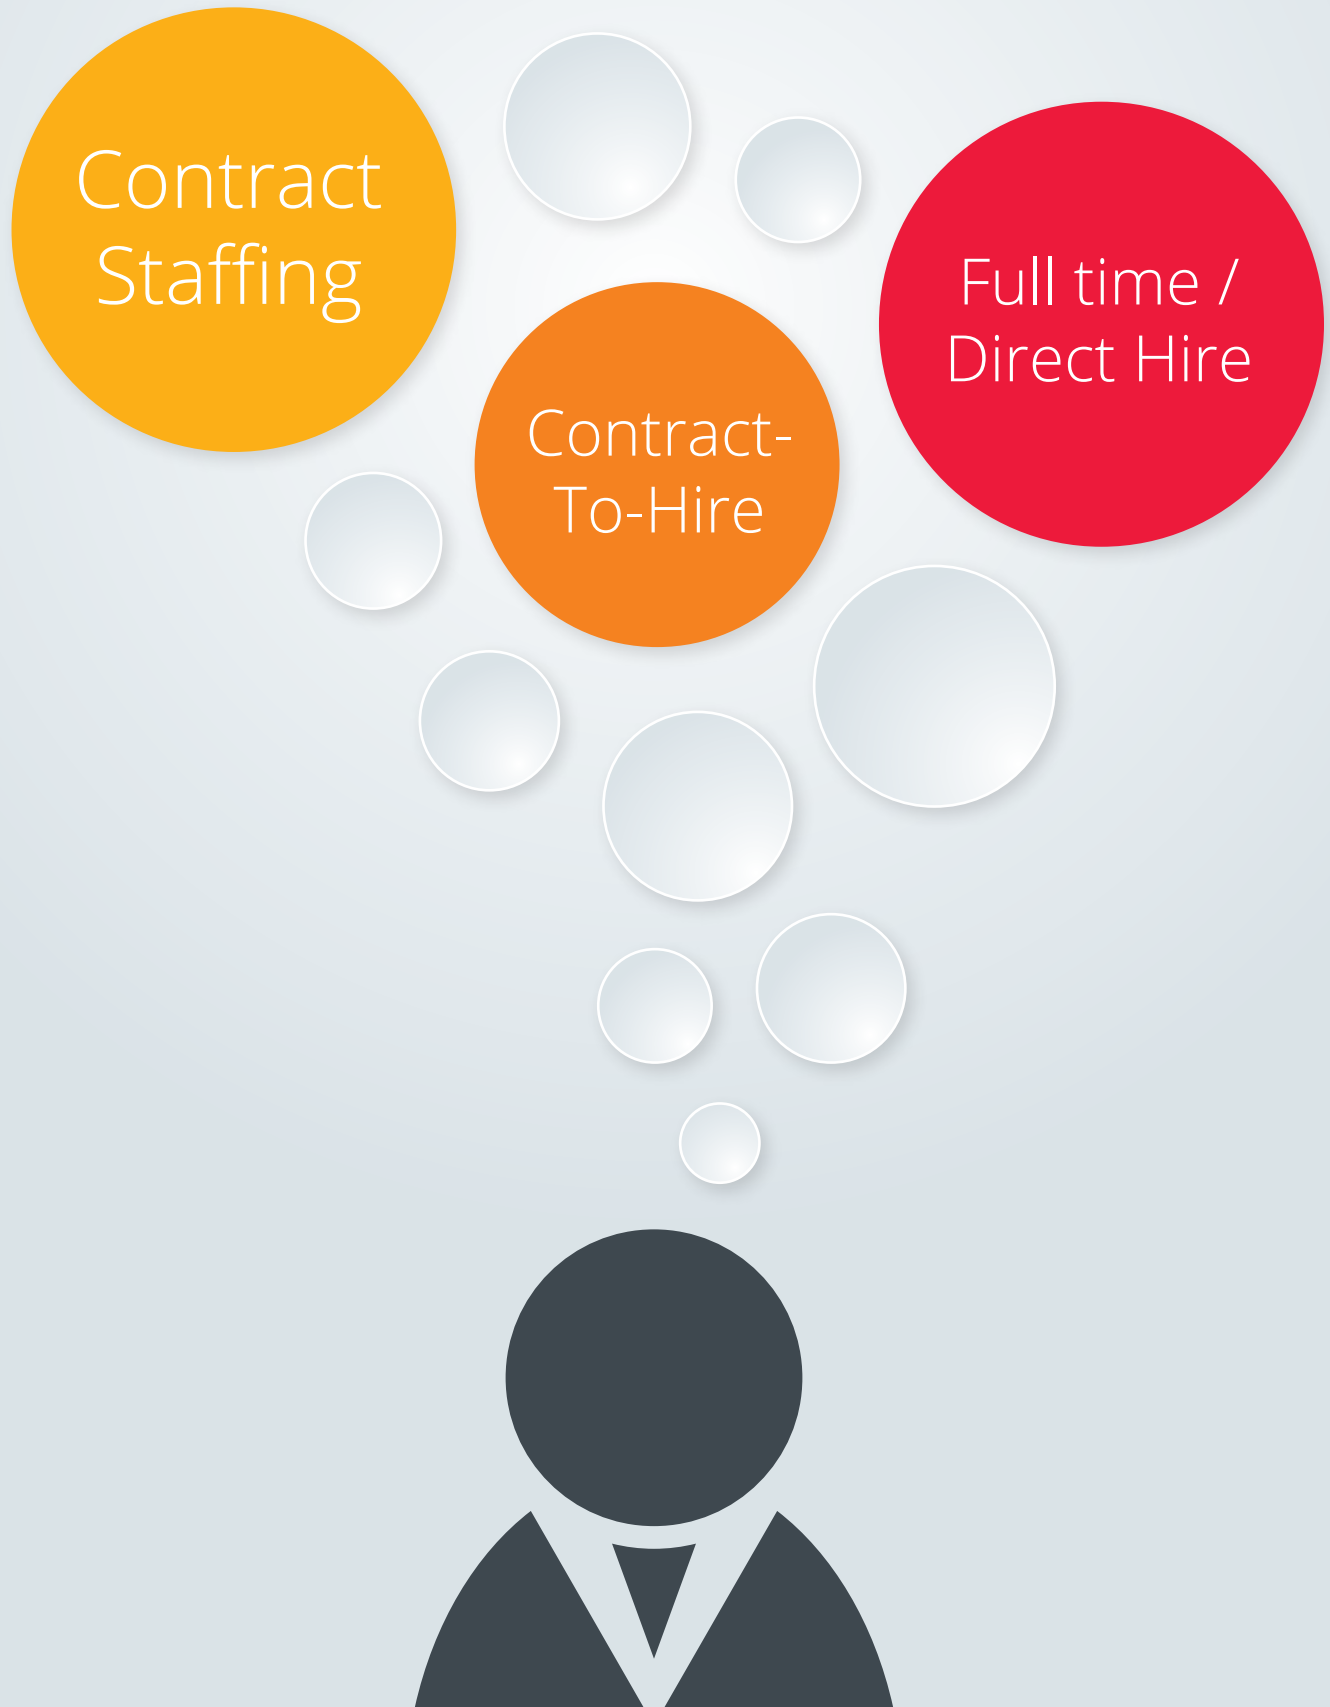 Contract
Staffing
Contract-
To-Hire
Full time /
Direct Hire